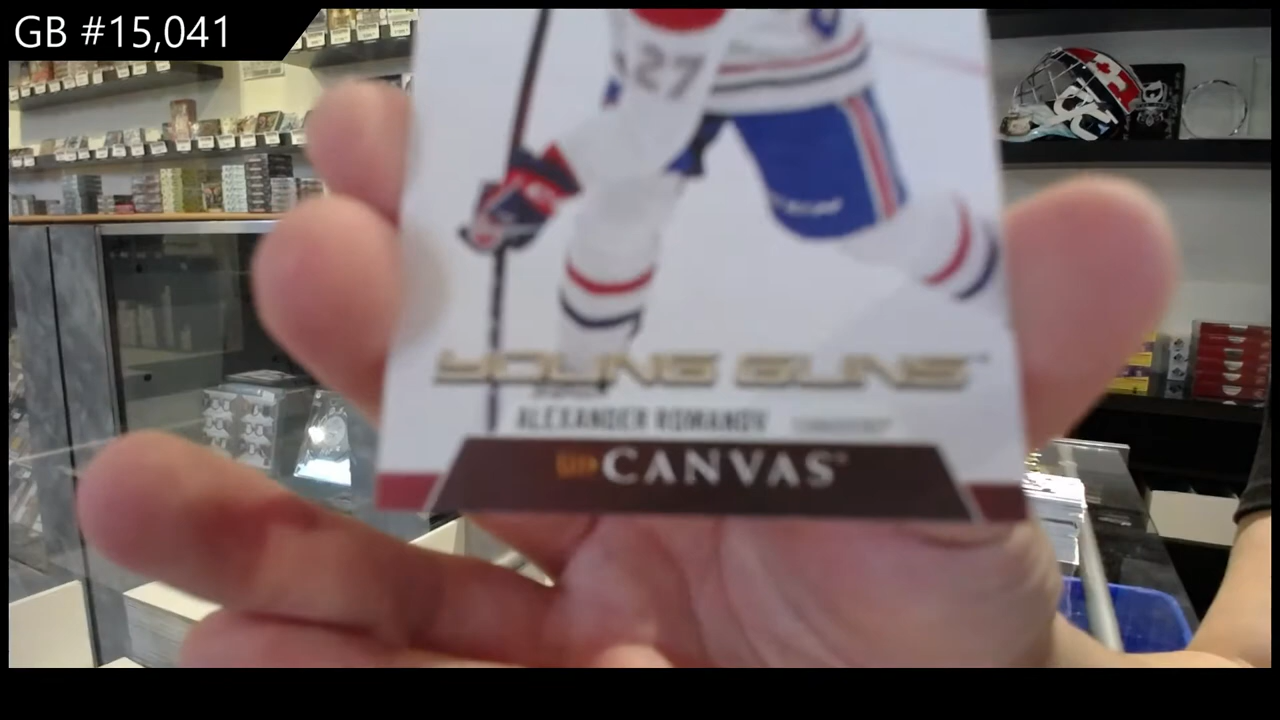 GB #15,041
27
YOUNG GUNS
ALEXANDER ROMANOV
UD CANVAS